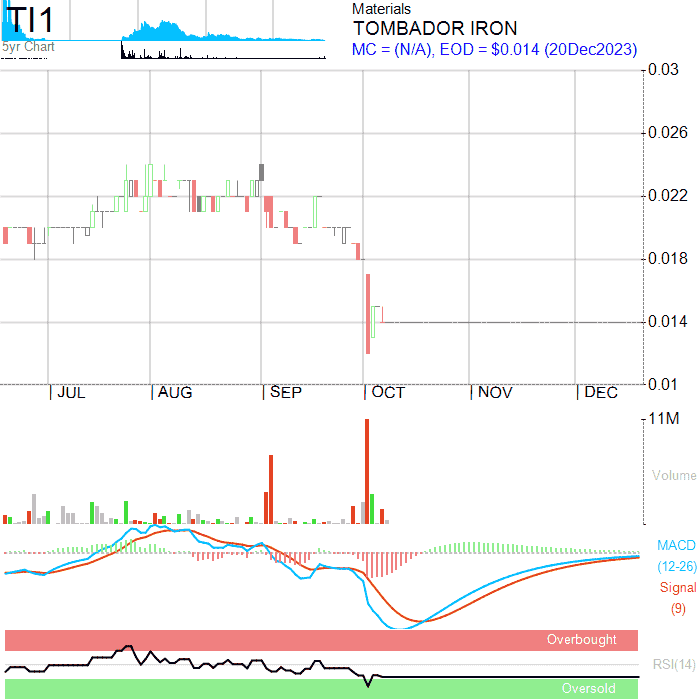 TI1
5yr Chart
Materials
TOMBADOR IRON
MC = (N/A), EOD = $0.014 (20Dec2023)
0.03
0.026
0.022
0.018
0.014
0.01
JUL AUG SEP OCT NOV DEC
11M
Volume
MACD
(12-26)
Signal
(9)
Overbought
RSI(14)
Oversold